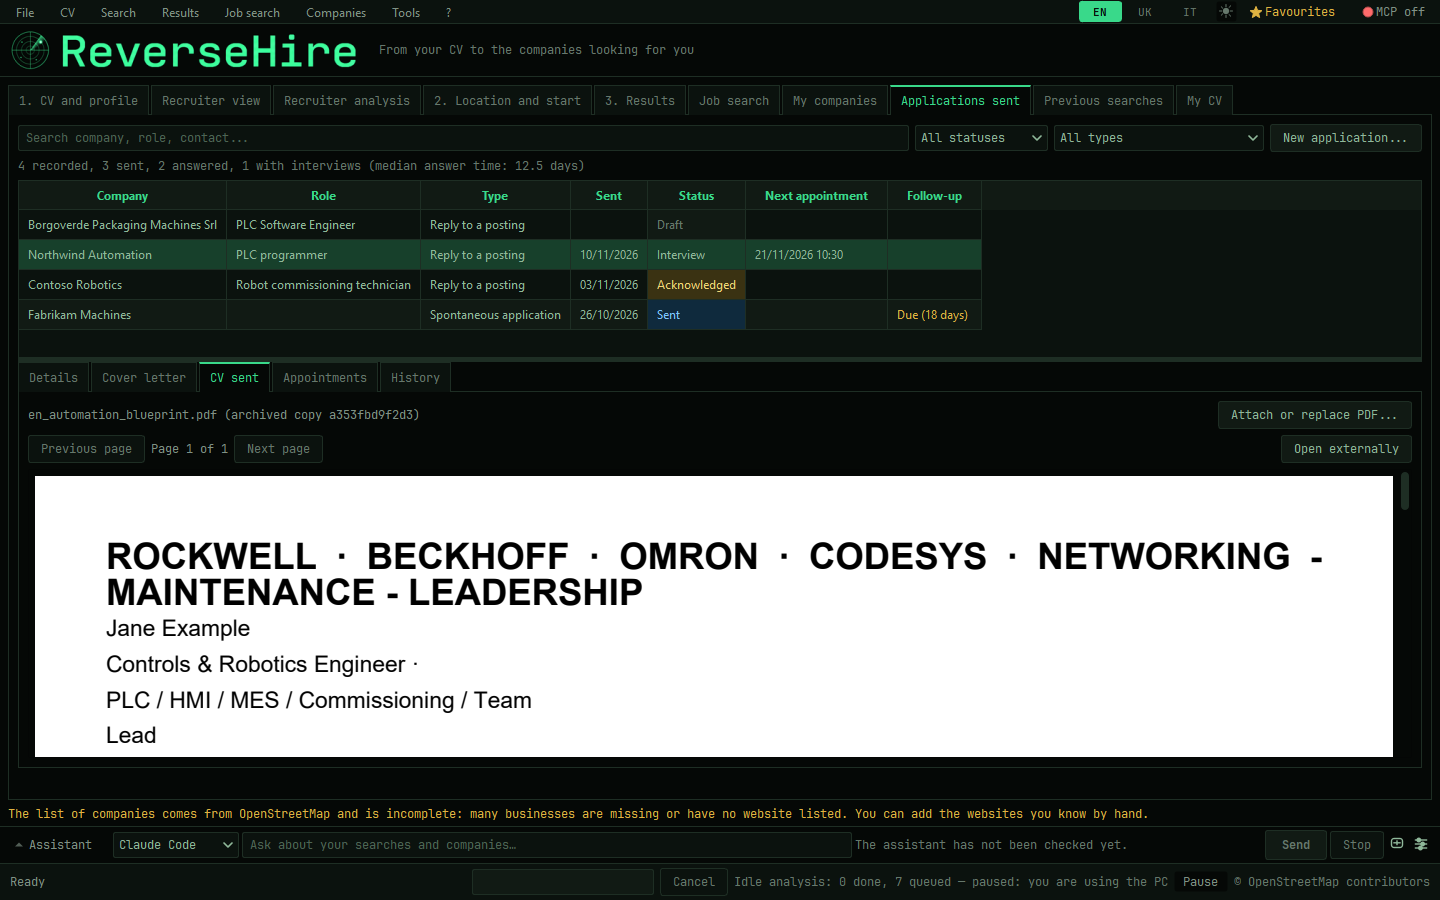 File CV Search Results Job search Companies Tools ? EN UK IT Favourites MCP off
ReverseHire From your CV to the companies looking for you
1. CV and profile Recruiter view Recruiter analysis 2. Location and start 3. Results Job search My companies Applications sent Previous searches My CV
Search company, role, contact... All statuses All types New application...
4 recorded, 3 sent, 2 answered, 1 with interviews (median answer time: 12.5 days)
Company Role Type Sent Status Next appointment Follow-up
Borgoverde Packaging Machines Srl PLC Software Engineer Reply to a posting Draft
Northwind Automation PLC programmer Reply to a posting 10/11/2026 Interview 21/11/2026 10:30
Contoso Robotics Robot commissioning technician Reply to a posting 03/11/2026 Acknowledged
Fabrikam Machines Spontaneous application 26/10/2026 Sent Due (18 days)
Details Cover letter CV sent Appointments History
en_automation_blueprint.pdf (archived copy a353fbd9f2d3) Attach or replace PDF...
Previous page Page 1 of 1 Next page Open externally
ROCKWELL · BECKHOFF · OMRON · CODESYS · NETWORKING -
MAINTENANCE - LEADERSHIP
Jane Example
Controls & Robotics Engineer ·
PLC / HMI / MES / Commissioning / Team
Lead
The list of companies comes from OpenStreetMap and is incomplete: many businesses are missing or have no website listed. You can add the websites you know by hand.
Assistant Claude Code Ask about your searches and companies… The assistant has not been checked yet. Send Stop
Ready Cancel Idle analysis: 0 done, 7 queued — paused: you are using the PC Pause © OpenStreetMap contributors